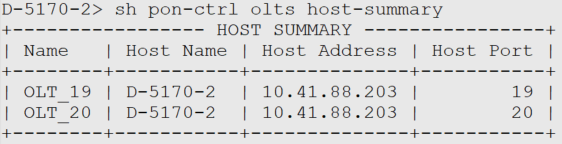 D-5170-2> sh pon-ctrl olts host-summary
+----------------- HOST SUMMARY -----------------+
| Name   | Host Name | Host Address | Host Port |
+--------+-----------+--------------+-----------+
| OLT_19 | D-5170-2  | 10.41.88.203 |        19 |
| OLT_20 | D-5170-2  | 10.41.88.203 |        20 |
+--------+-----------+--------------+-----------+